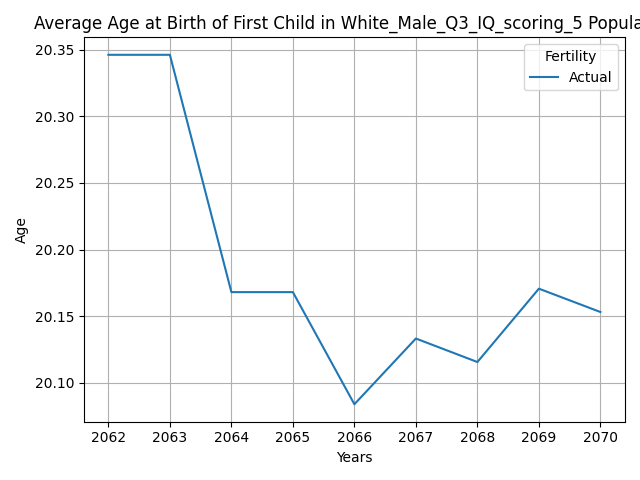 Average Age at Birth of First Child in White_Male_Q3_IQ_scoring_5 Popula
Fertility
Actual
20.35
20.30
20.25
20.20
20.15
20.10
Age
2062 2063 2064 2065 2066 2067 2068 2069 2070
Years